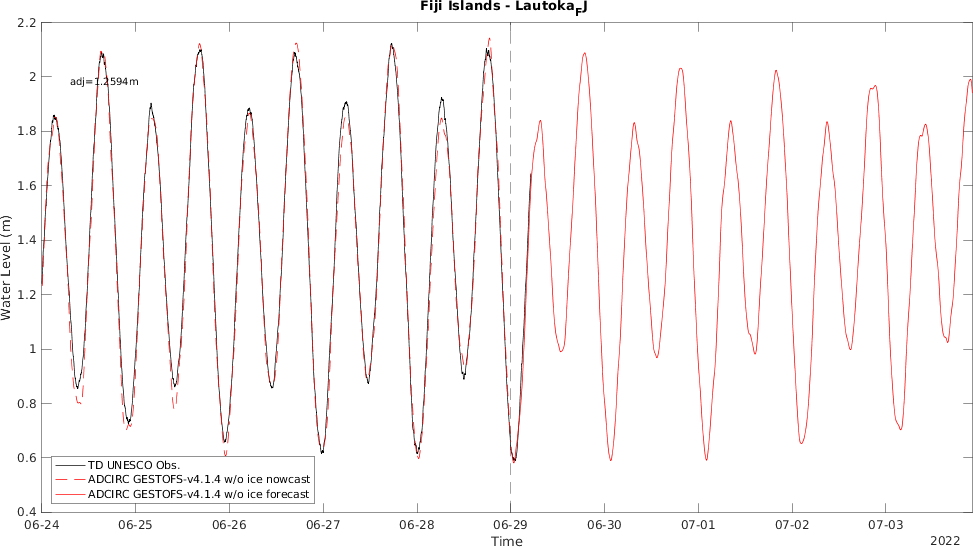 Fiji Islands - Lautoka_FJ
2.2
2
1.8
1.6
1.4
1.2
1
0.8
0.6
0.4
Water Level (m)
adj=1.2594m
TD UNESCO Obs.
ADCIRC GESTOFS-v4.1.4 w/o ice nowcast
ADCIRC GESTOFS-v4.1.4 w/o ice forecast
06-24 06-25 06-26 06-27 06-28 06-29 06-30 07-01 07-02 07-03
Time
2022